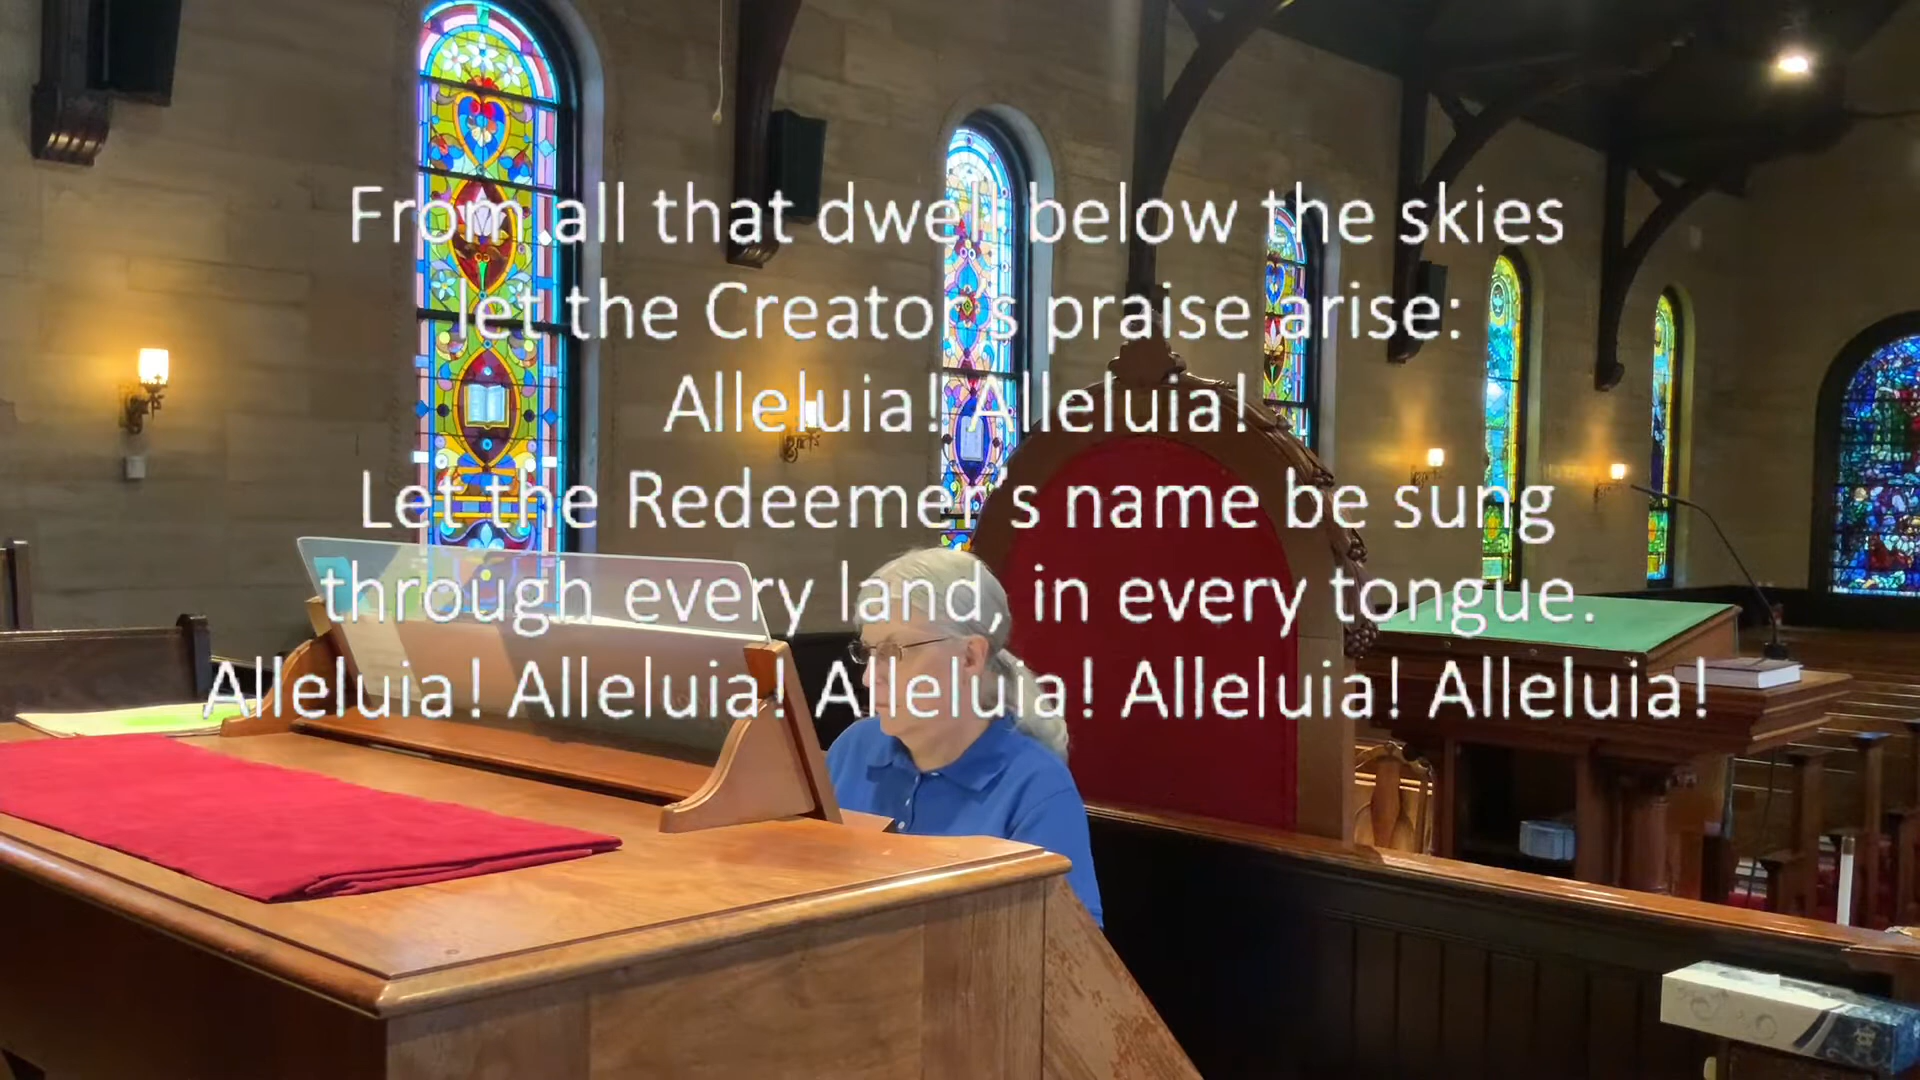 From all that dwell below the skies
let the Creator's praise arise:
Alleluia! Alleluia!
Let the Redeemer's name be sung
through every land, in every tongue.
Alleluia! Alleluia! Alleluia! Alleluia! Alleluia!